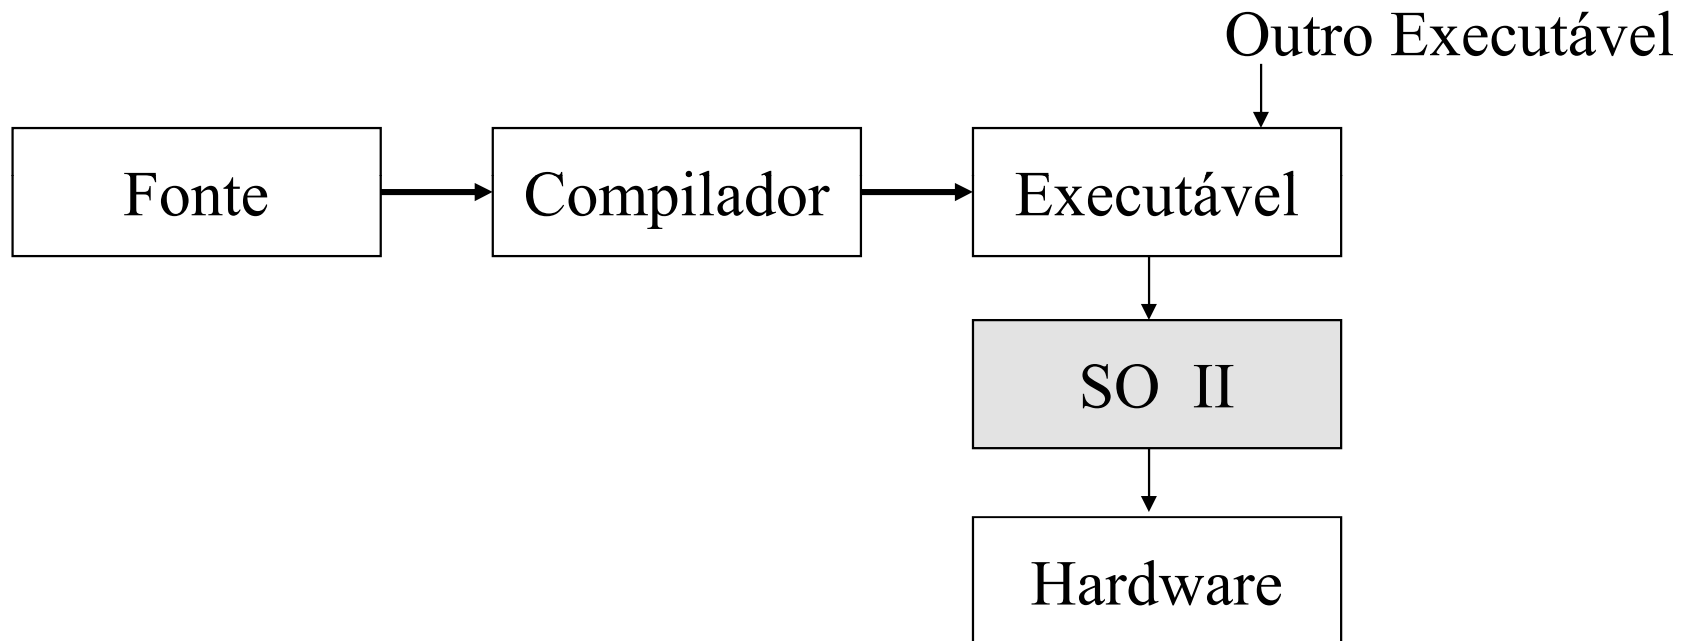 Outro Executável
Fonte
Compilador
Executável
SO II
Hardware